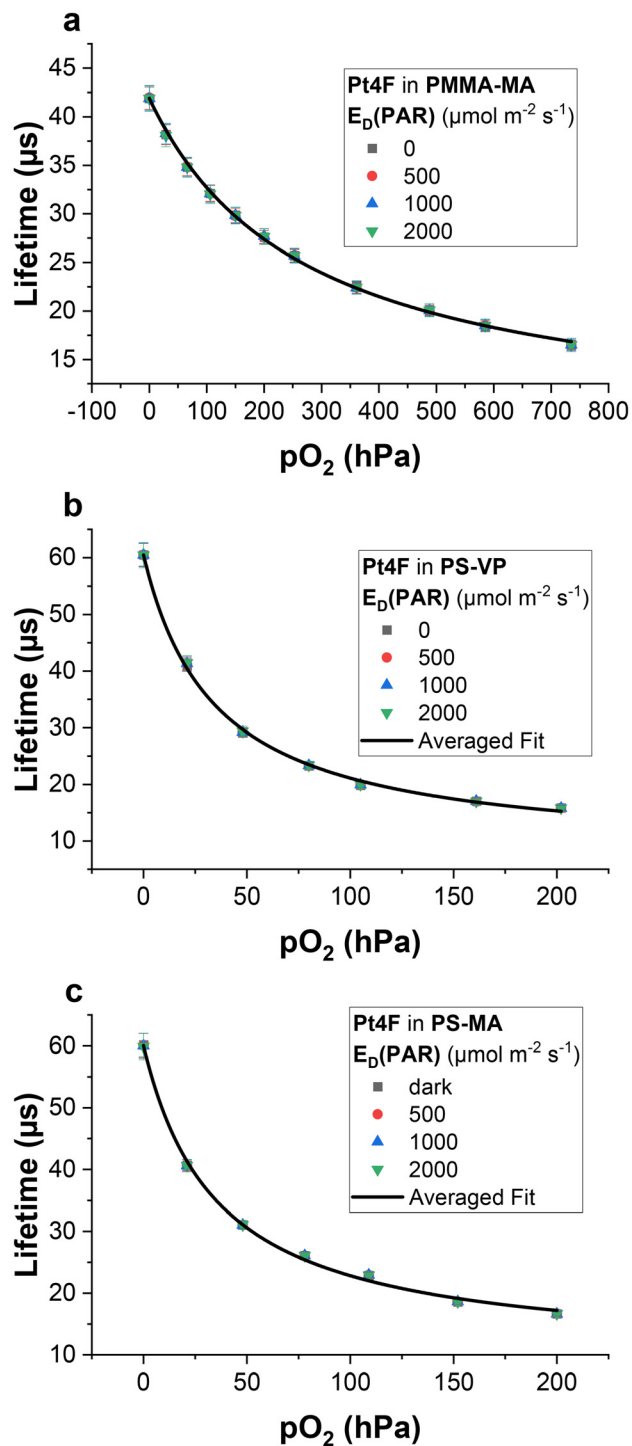 a
45
40
35
30
25
20
15
Lifetime (µs)
-100 0 100 200 300 400 500 600 700 800
pO₂ (hPa)
Pt4F in PMMA-MA
E_D(PAR) (µmol m⁻² s⁻¹)
0
500
1000
2000
b
60
50
40
30
20
10
Lifetime (µs)
0 50 100 150 200
pO₂ (hPa)
Pt4F in PS-VP
E_D(PAR) (µmol m⁻² s⁻¹)
0
500
1000
2000
Averaged Fit
c
60
50
40
30
20
10
Lifetime (µs)
0 50 100 150 200
pO₂ (hPa)
Pt4F in PS-MA
E_D(PAR) (µmol m⁻² s⁻¹)
dark
500
1000
2000
Averaged Fit